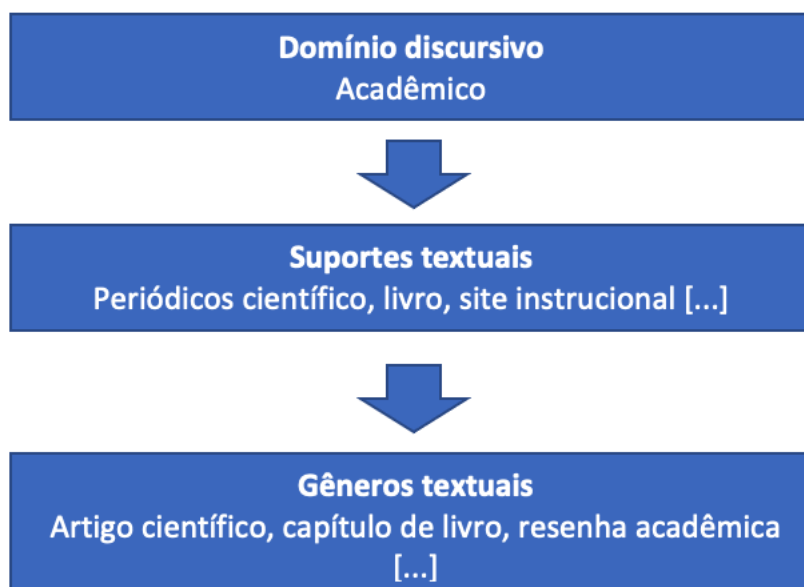 Domínio discursivo
Acadêmico
Suportes textuais
Periódicos científico, livro, site instrucional [...]
Gêneros textuais
Artigo científico, capítulo de livro, resenha acadêmica
[...]